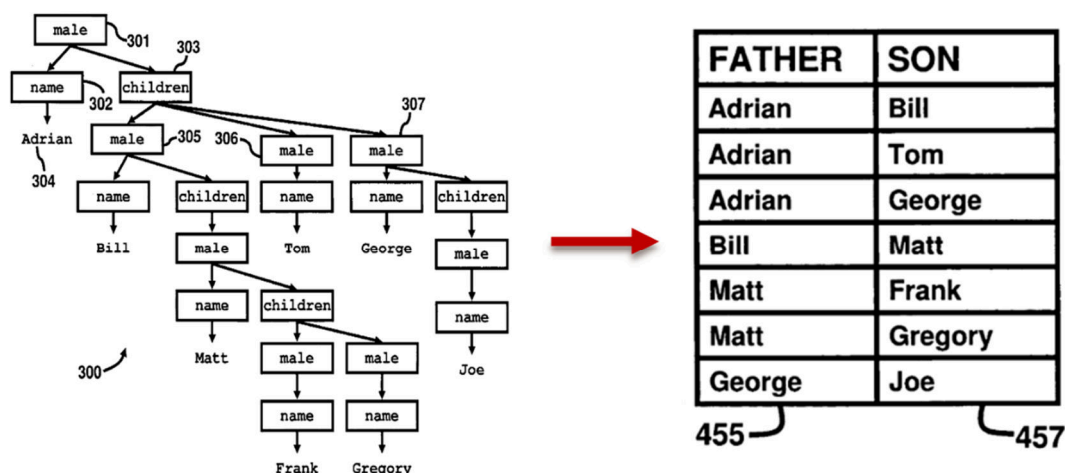 male 301
303
name children
302
307
Adrian male 305 306 male male
304
name children name name children
Bill Tom George
male male
name children name
Matt Joe
300
male male
name name
Frank Gregory
FATHER SON
Adrian Bill
Adrian Tom
Adrian George
Bill Matt
Matt Frank
Matt Gregory
George Joe
455 457